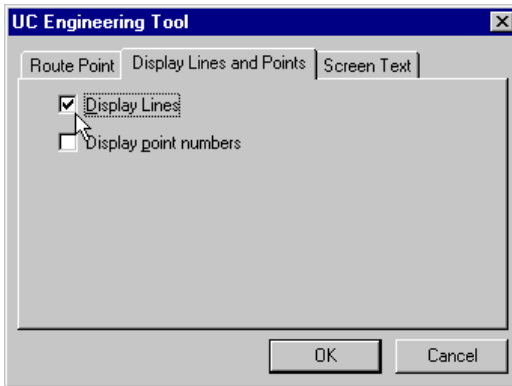 UC Engineering Tool
Route Point Display Lines and Points Screen Text
Display Lines
Display point numbers
OK Cancel